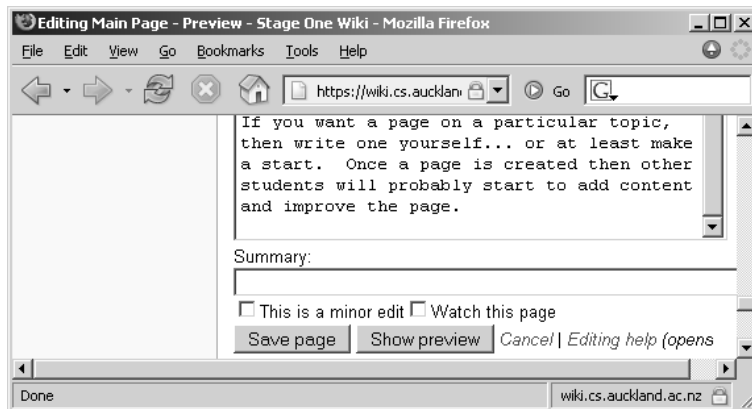 Editing Main Page - Preview - Stage One Wiki - Mozilla Firefox
File Edit View Go Bookmarks Tools Help
https://wiki.cs.auckland Go G
If you want a page on a particular topic,
then write one yourself... or at least make
a start. Once a page is created then other
students will probably start to add content
and improve the page.
Summary:
This is a minor edit Watch this page
Save page Show preview Cancel | Editing help (opens
Done wiki.cs.auckland.ac.nz